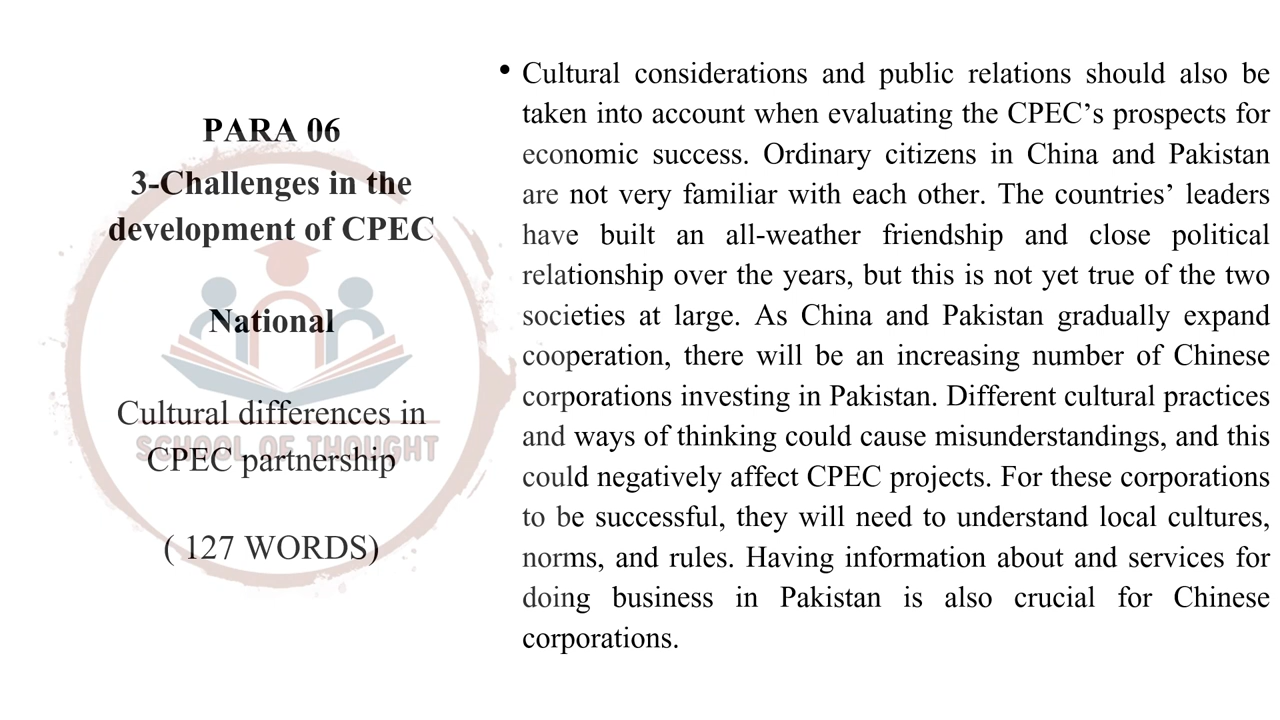 PARA 06
3-Challenges in the
development of CPEC
National
Cultural differences in
SCHOOL OF THOUGHT
CPEC partnership
( 127 WORDS)
• Cultural considerations and public relations should also be
taken into account when evaluating the CPEC’s prospects for
economic success. Ordinary citizens in China and Pakistan
are not very familiar with each other. The countries’ leaders
have built an all-weather friendship and close political
relationship over the years, but this is not yet true of the two
societies at large. As China and Pakistan gradually expand
cooperation, there will be an increasing number of Chinese
corporations investing in Pakistan. Different cultural practices
and ways of thinking could cause misunderstandings, and this
could negatively affect CPEC projects. For these corporations
to be successful, they will need to understand local cultures,
norms, and rules. Having information about and services for
doing business in Pakistan is also crucial for Chinese
corporations.